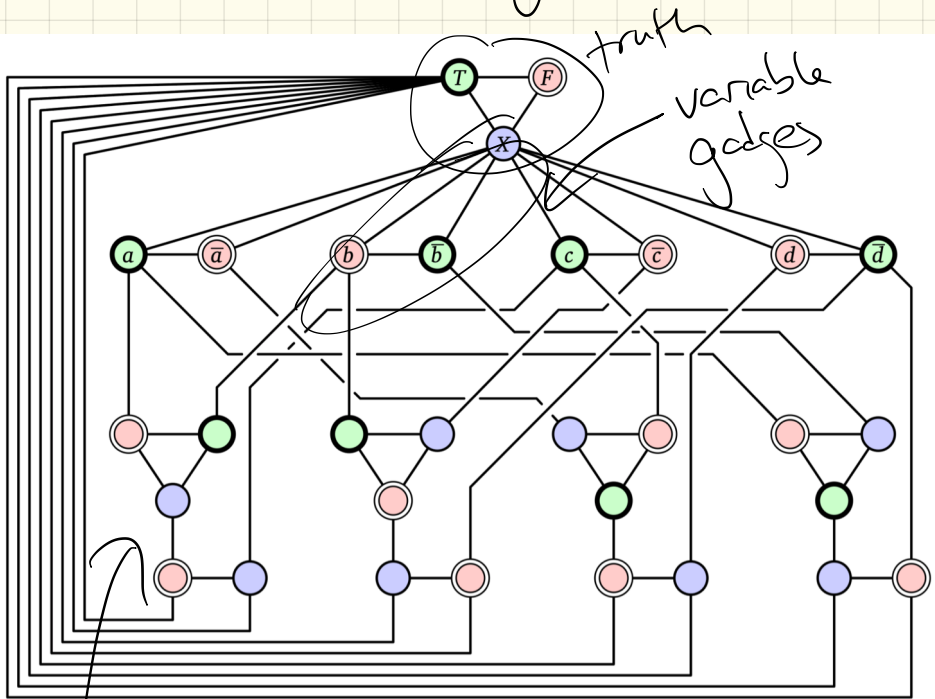 truth
T F
variable
gadges
X
a a̅ b b̅ c c̅ d d̅